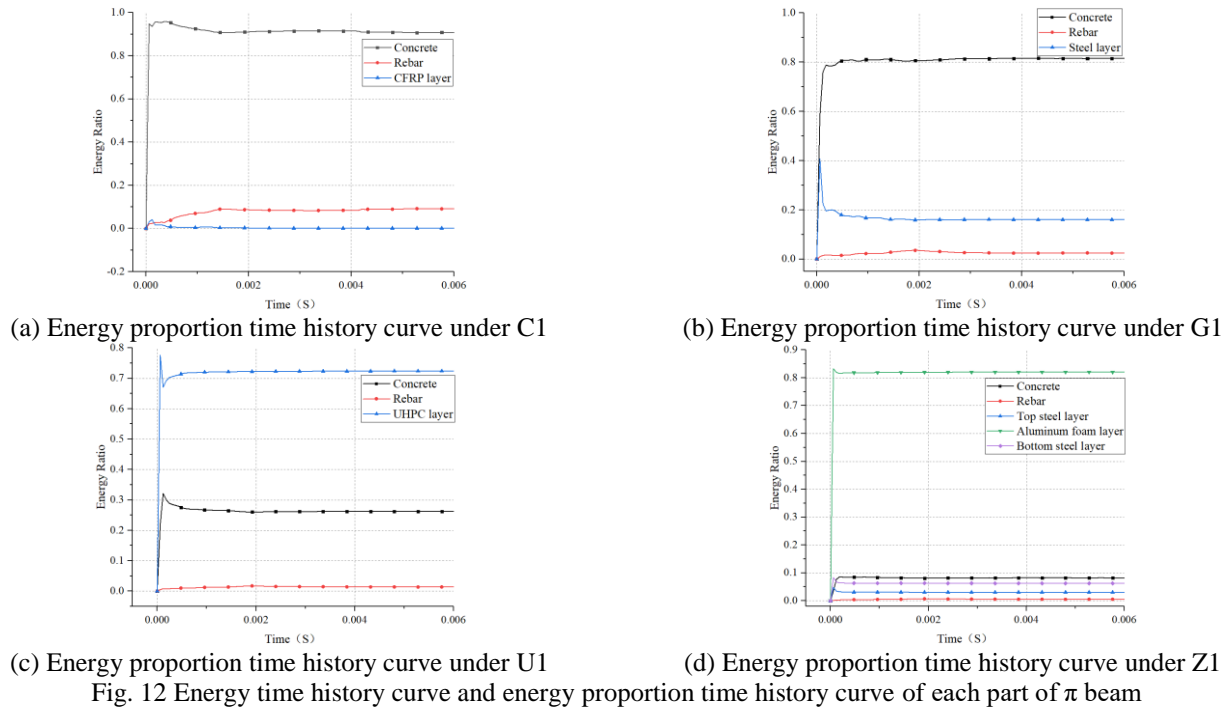 1.0
0.8
0.6
0.4
0.2
0.0
-0.2
Energy Ratio
Concrete
Rebar
CFRP layer
0.000 0.002 0.004 0.006
Time（S）
(a) Energy proportion time history curve under C1
1.0
0.8
0.6
0.4
0.2
0.0
Energy Ratio
Concrete
Rebar
Steel layer
0.000 0.002 0.004 0.006
Time（S）
(b) Energy proportion time history curve under G1
0.8
0.7
0.6
0.5
0.4
0.3
0.2
0.1
0.0
Energy Ratio
Concrete
Rebar
UHPC layer
0.000 0.002 0.004 0.006
Time（S）
(c) Energy proportion time history curve under U1
0.9
0.8
0.7
0.6
0.5
0.4
0.3
0.2
0.1
0.0
Energy Ratio
Concrete
Rebar
Top steel layer
Aluminum foam layer
Bottom steel layer
0.000 0.002 0.004 0.006
Time（S）
(d) Energy proportion time history curve under Z1
Fig. 12 Energy time history curve and energy proportion time history curve of each part of π beam